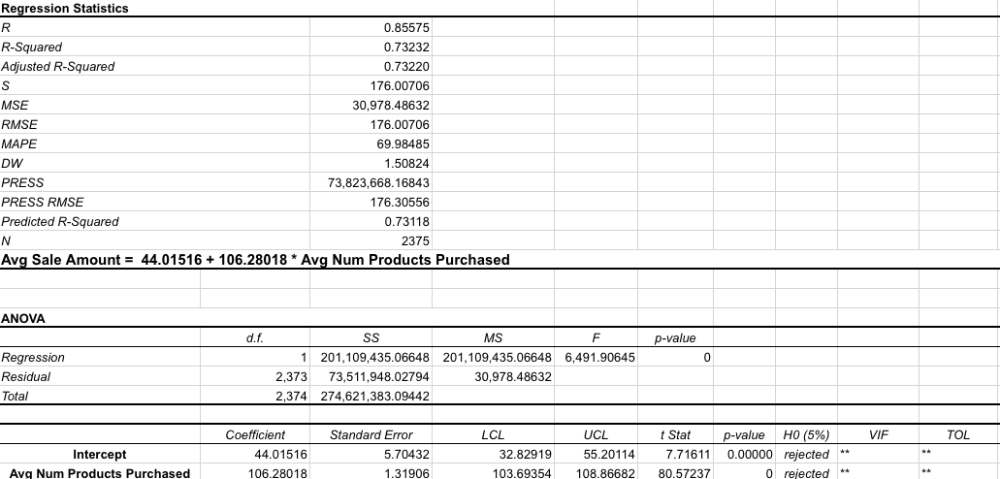 Regression Statistics
R 0.85575
R-Squared 0.73232
Adjusted R-Squared 0.73220
S 176.00706
MSE 30,978.48632
RMSE 176.00706
MAPE 69.98485
DW 1.50824
PRESS 73,823,668.16843
PRESS RMSE 176.30556
Predicted R-Squared 0.73118
N 2375
Avg Sale Amount = 44.01516 + 106.28018 * Avg Num Products Purchased
ANOVA
d.f. SS MS F p-value
Regression 1 201,109,435.06648 201,109,435.06648 6,491.90645 0
Residual 2,373 73,511,948.02794 30,978.48632
Total 2,374 274,621,383.09442
Coefficient Standard Error LCL UCL t Stat p-value H0 (5%) VIF TOL
Intercept 44.01516 5.70432 32.82919 55.20114 7.71611 0.00000 rejected ** **
Avg Num Products Purchased 106.28018 1.31906 103.69354 108.86682 80.57237 0 rejected ** **